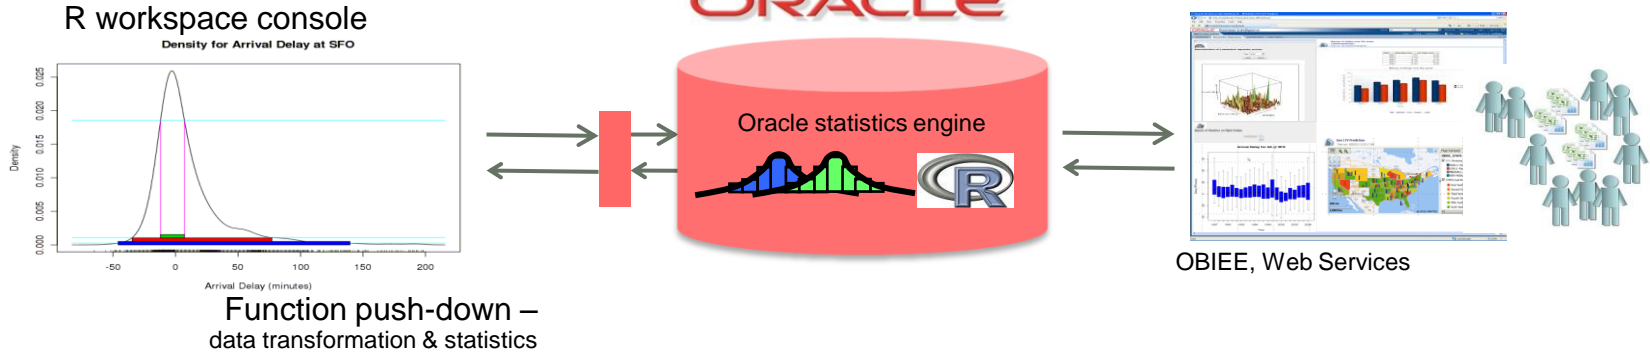 R workspace console
ORACLE
Density for Arrival Delay at SFO
0.025
0.020
0.015
0.010
0.005
0.000
Density
-50
0
50
100
150
200
Arrival Delay (minutes)
Function push-down –
data transformation & statistics
Oracle statistics engine
R
OBIEE, Web Services